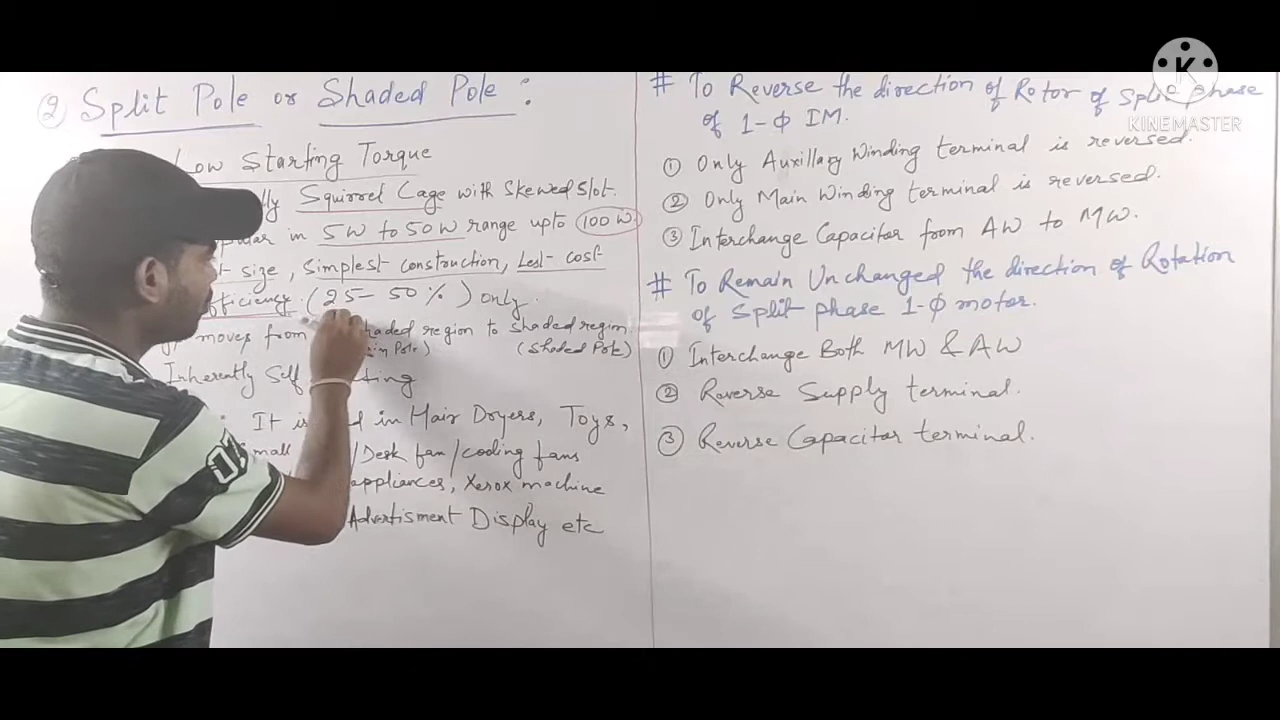 ② Split Pole or Shaded Pole :
Low Starting Torque
Squirrel Cage with Skewed Slot.
in 5W to 50W range upto 100W
size, Simplest construction, Lest cost
(25 - 50%) only.
moves from region to shaded region
Pole) (Shaded Pole)
Inherently Self
It is in Hair Dryers, Toys,
/Desk fan/cooling fans
appliances, Xerox machine
Advertisment Display etc
# To Reverse the direction of Rotor of Split phase
of 1-Φ IM.
① Only Auxillary Winding terminal is reversed.
② Only Main Winding terminal is reversed.
③ Interchange Capacitor from AW to MW.
# To Remain Unchanged the direction of Rotation
of Split phase 1-Φ motor.
① Interchange Both MW & AW
② Reverse Supply terminal.
③ Reverse Capacitor terminal.
K
KINEMASTER